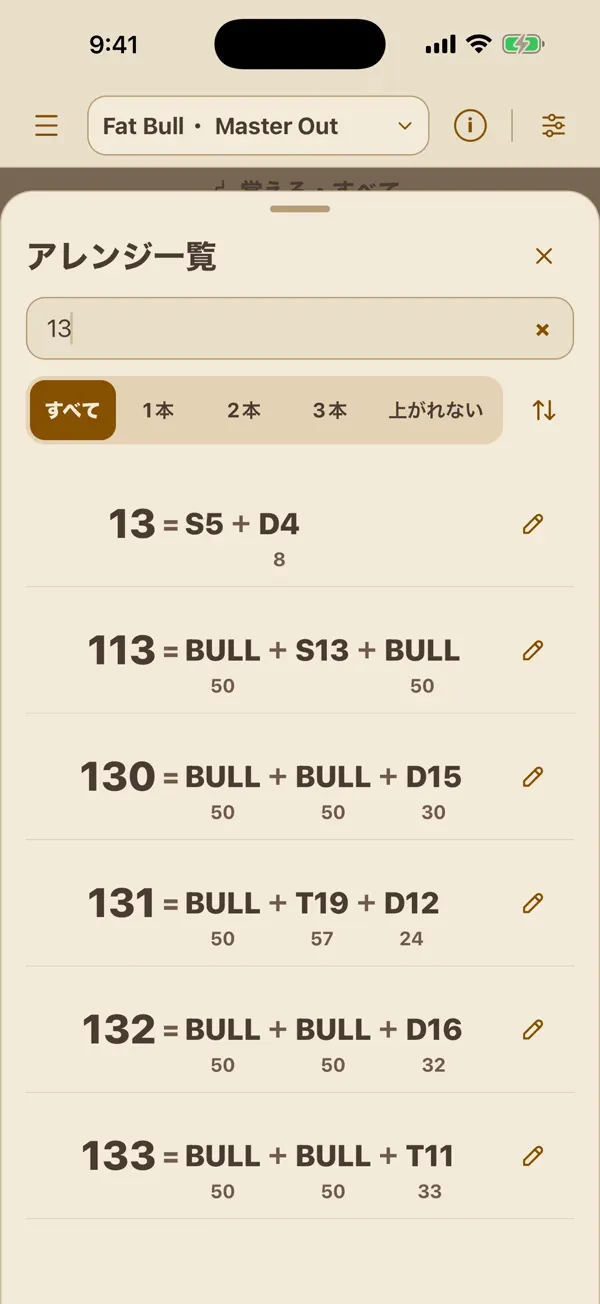 9:41
Fat Bull・Master Out
アレンジ一覧
13
すべて 1本 2本 3本 上がれない
13 = S5 + D4
8
113 = BULL + S13 + BULL
50 50
130 = BULL + BULL + D15
50 50 30
131 = BULL + T19 + D12
50 57 24
132 = BULL + BULL + D16
50 50 32
133 = BULL + BULL + T11
50 50 33